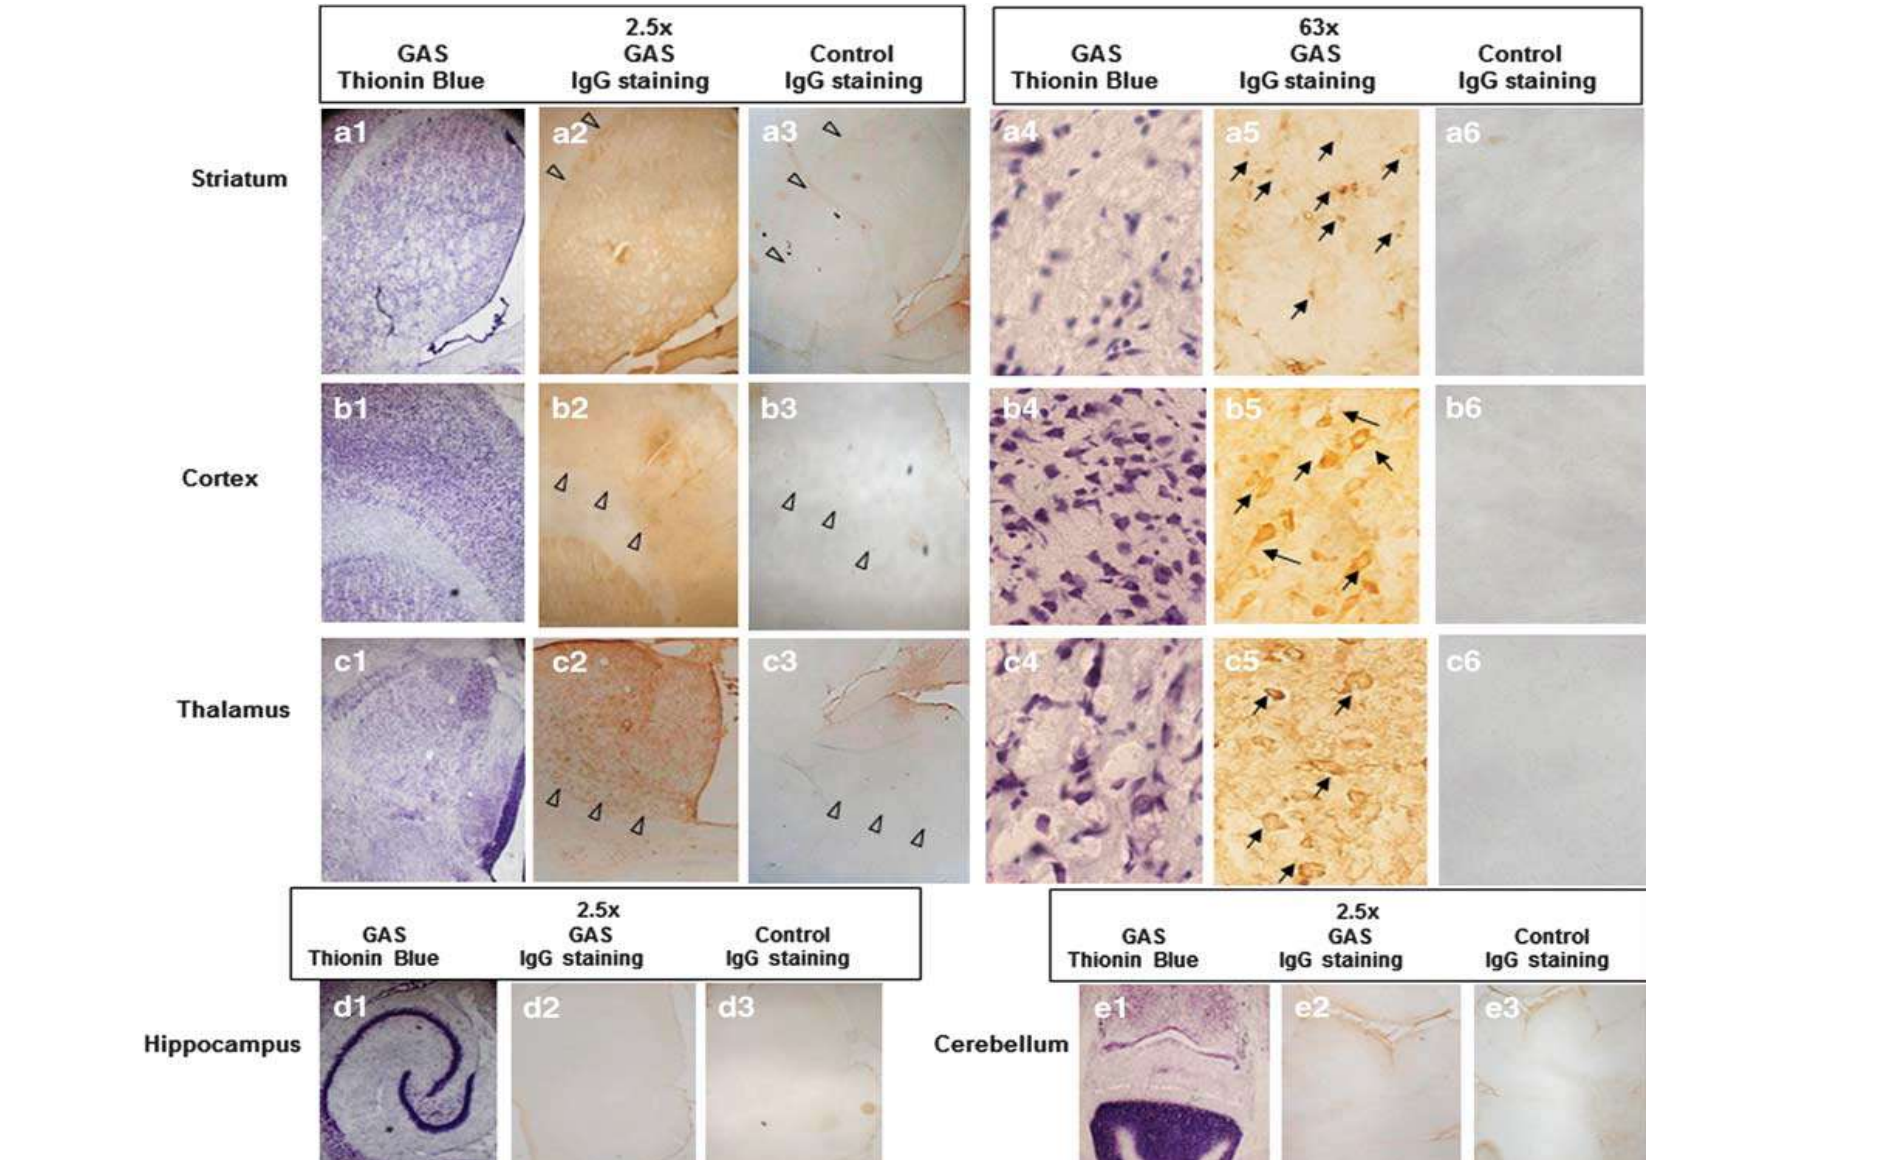 2.5x
GAS GAS Control
Thionin Blue IgG staining IgG staining
63x
GAS GAS Control
Thionin Blue IgG staining IgG staining
Striatum
a1 a2 a3 a4 a5 a6
Cortex
b1 b2 b3 b4 b5 b6
Thalamus
c1 c2 c3 c4 c5 c6
2.5x
GAS GAS Control
Thionin Blue IgG staining IgG staining
2.5x
GAS GAS Control
Thionin Blue IgG staining IgG staining
Hippocampus
d1 d2 d3
Cerebellum
e1 e2 e3